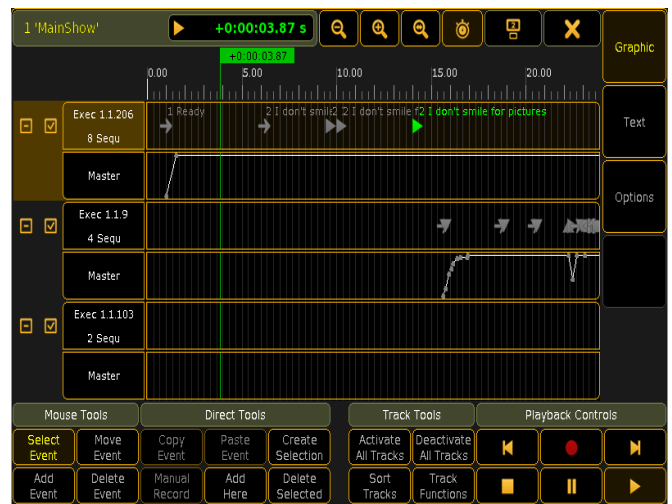 1 'MainShow'
+0:00:03.87 s
Graphic
+0:00:03.87
0.00 5.00 10.00 15.00 20.00
Exec 1.1.206
8 Sequ
1 Ready 2 I don't smil 2 2 I don't smile f 2 I don't smile for pictures
Text
Master
Options
Exec 1.1.9
4 Sequ
Master
Exec 1.1.103
2 Sequ
Master
Mouse Tools Direct Tools Track Tools Playback Controls
Select Event
Move Event
Copy Event
Paste Event
Create Selection
Activate All Tracks
Deactivate All Tracks
Add Event
Delete Event
Manual Record
Add Here
Delete Selected
Sort Tracks
Track Functions